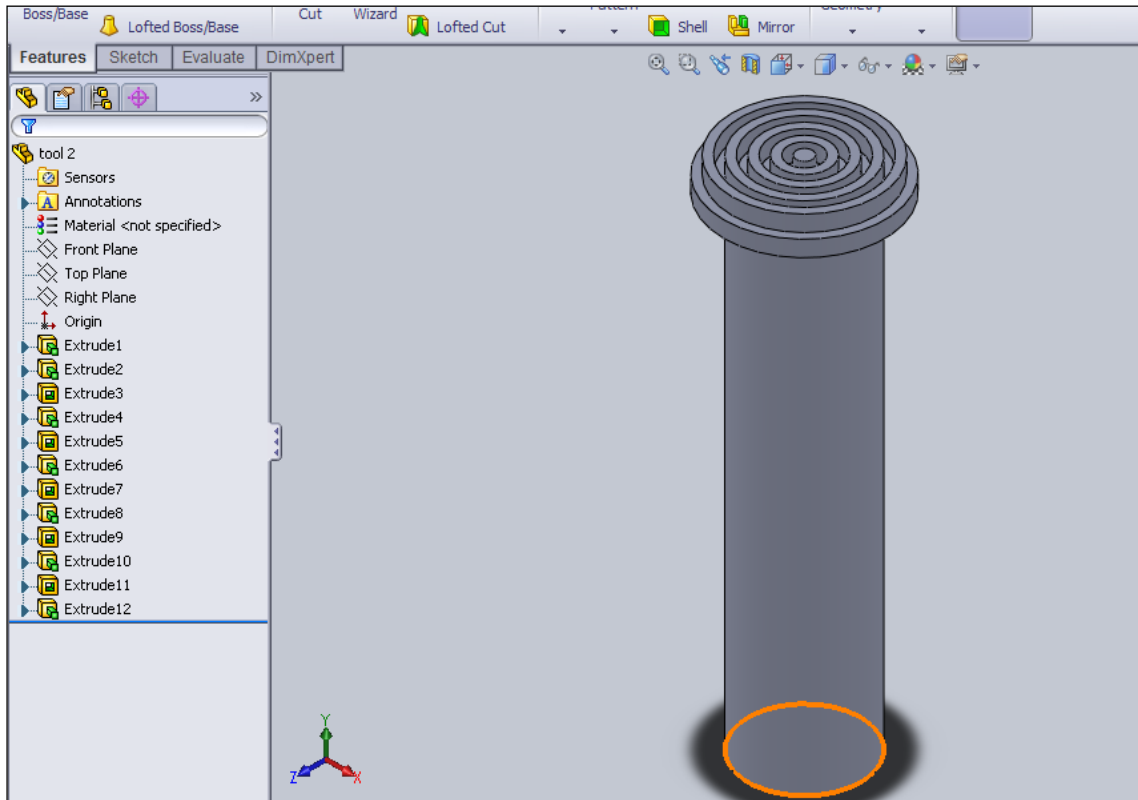 Boss/Base
Lofted Boss/Base
Cut
Wizard
Lofted Cut
Pattern
Shell
Mirror
Geometry
Features
Sketch
Evaluate
DimXpert
tool 2
Sensors
A Annotations
Material <not specified>
Front Plane
Top Plane
Right Plane
Origin
Extrude1
Extrude2
Extrude3
Extrude4
Extrude5
Extrude6
Extrude7
Extrude8
Extrude9
Extrude10
Extrude11
Extrude12
Y
Z
X